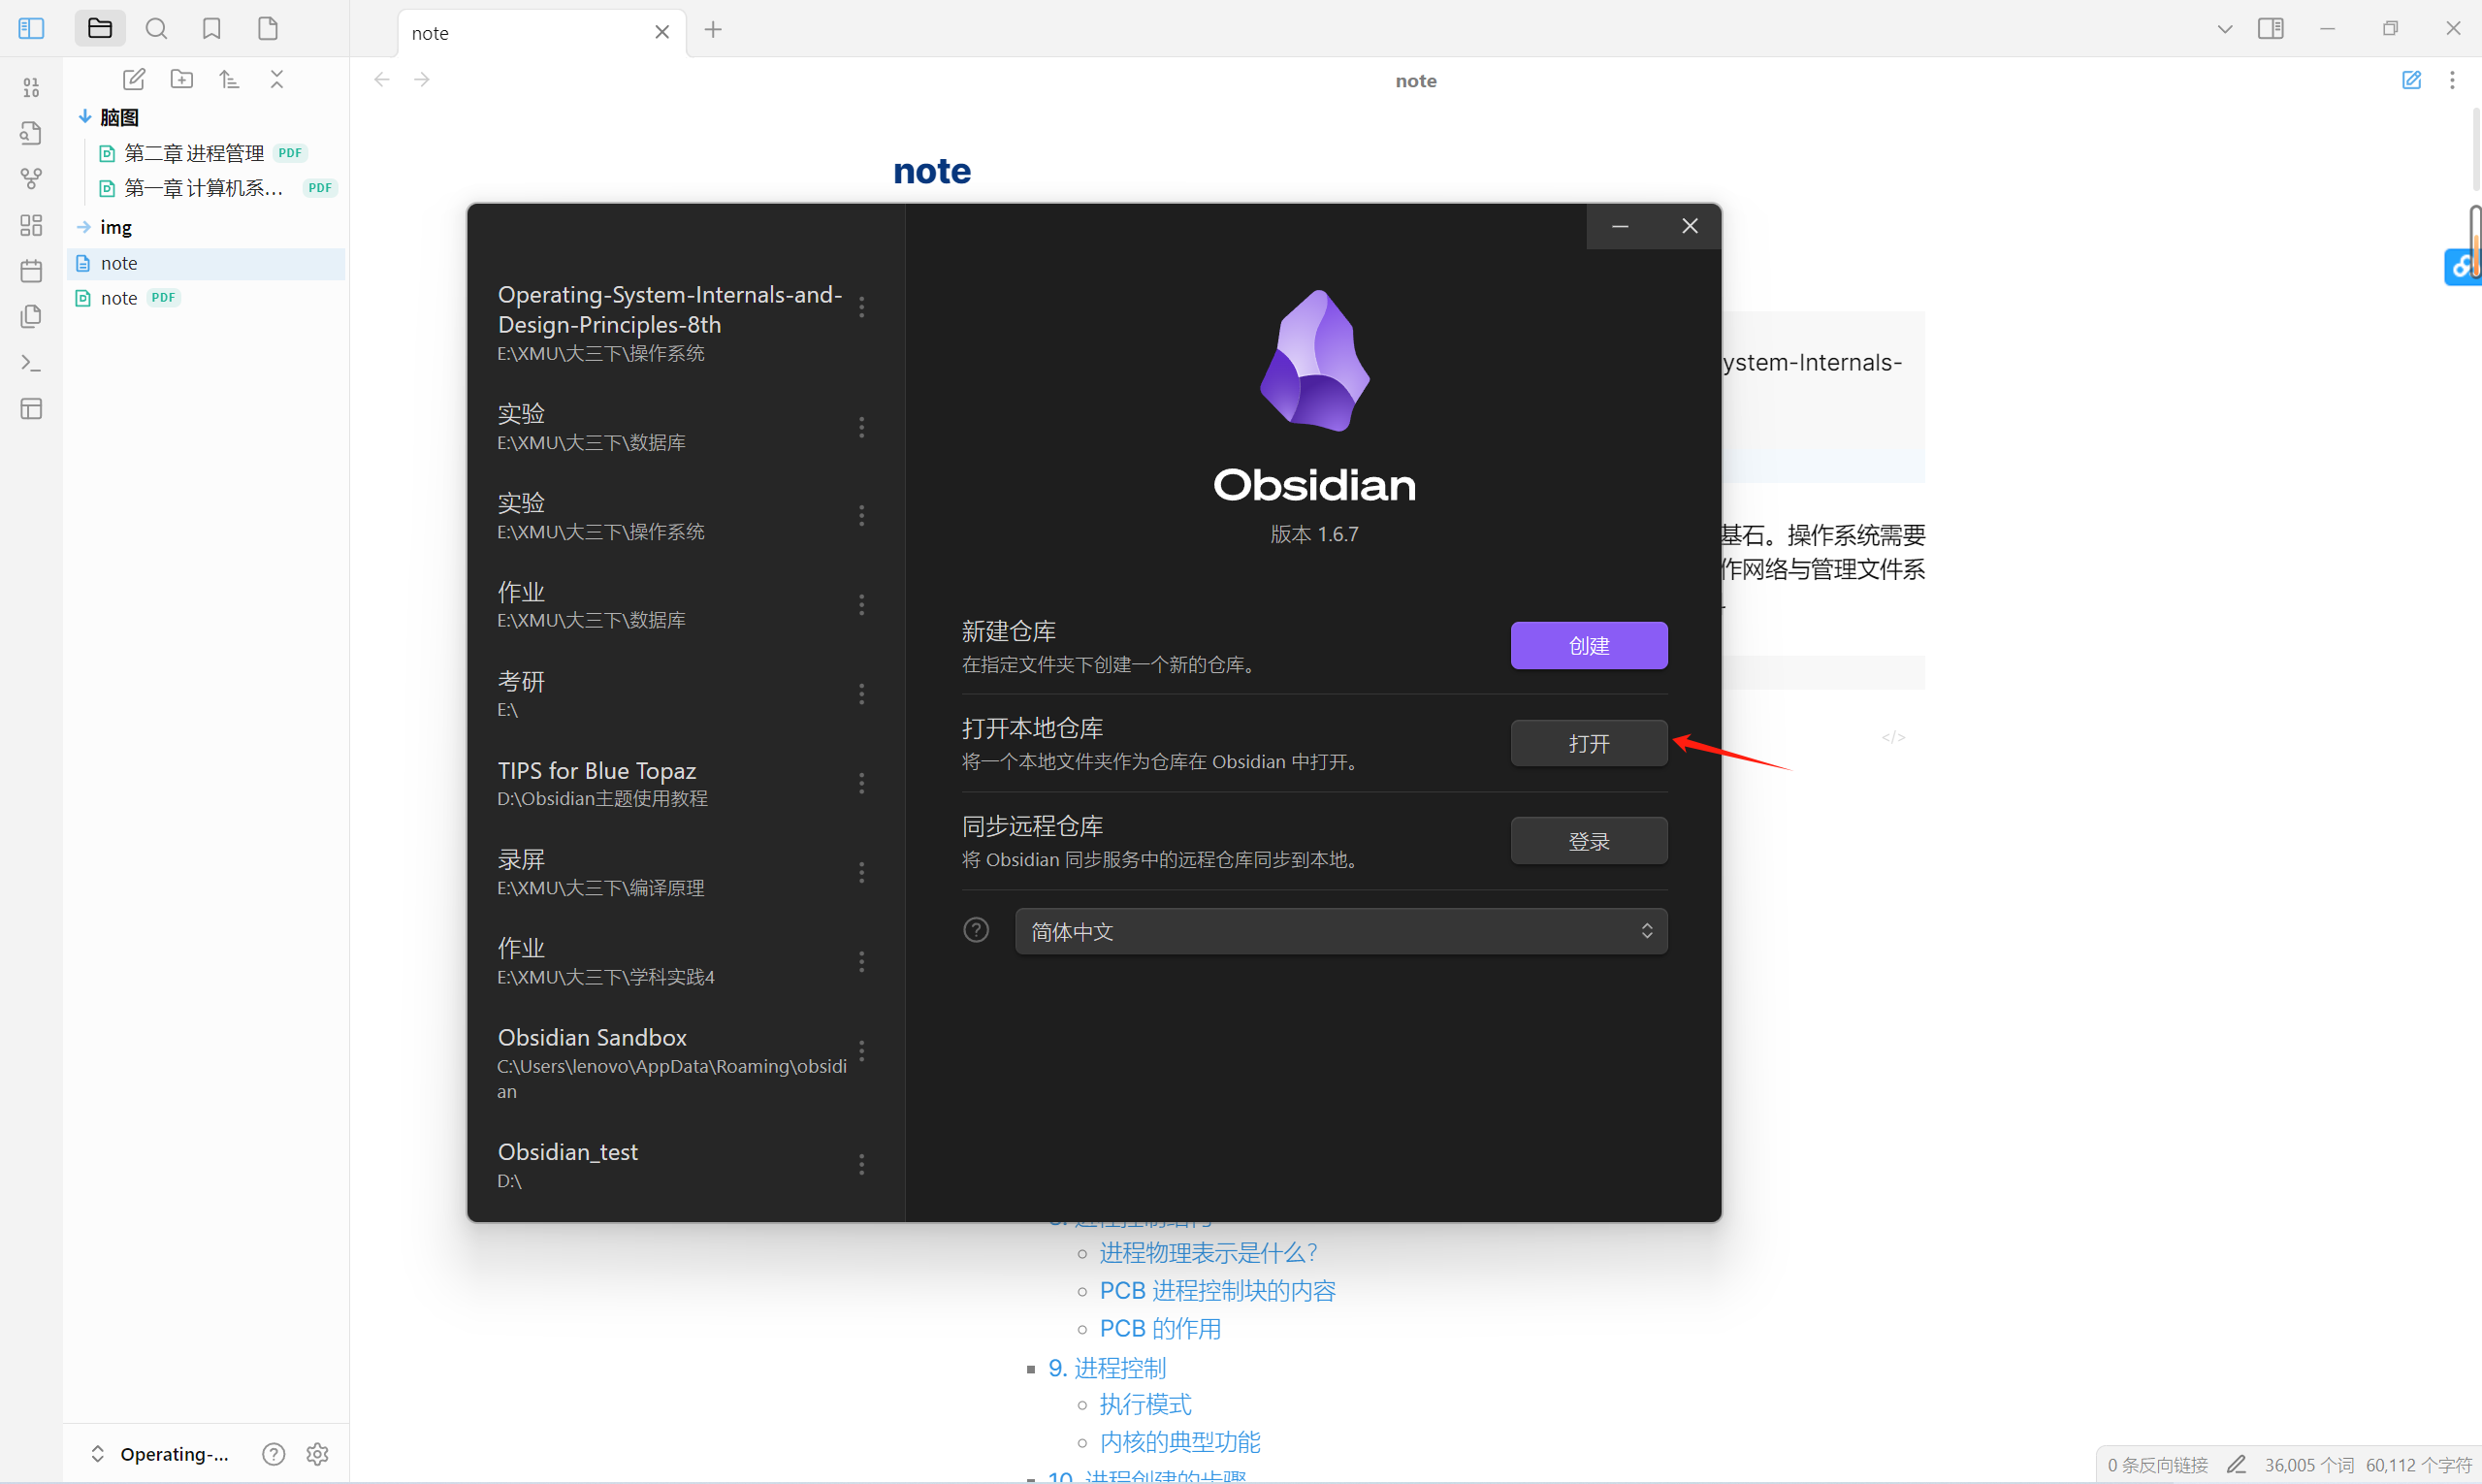 note
note
脑图
第二章 进程管理 PDF
第一章 计算机系... PDF
img
note
note PDF
note
Operating-System-Internals-and-
Design-Principles-8th
E:\XMU\大三下\操作系统
实验
E:\XMU\大三下\数据库
实验
E:\XMU\大三下\操作系统
作业
E:\XMU\大三下\数据库
考研
E:\
TIPS for Blue Topaz
D:\Obsidian主题使用教程
录屏
E:\XMU\大三下\编译原理
作业
E:\XMU\大三下\学科实践4
Obsidian Sandbox
C:\Users\lenovo\AppData\Roaming\obsidi
an
Obsidian_test
D:\
Obsidian
版本 1.6.7
新建仓库
在指定文件夹下创建一个新的仓库。
创建
打开本地仓库
将一个本地文件夹作为仓库在 Obsidian 中打开。
打开
同步远程仓库
将 Obsidian 同步服务中的远程仓库同步到本地。
登录
简体中文
ystem-Internals-
基石。操作系统需要
作网络与管理文件系
</>
进程物理表示是什么？
PCB 进程控制块的内容
PCB 的作用
9. 进程控制
执行模式
内核的典型功能
10. 进程创建的步骤
Operating-...
0 条反向链接 36,005 个词 60,112 个字符